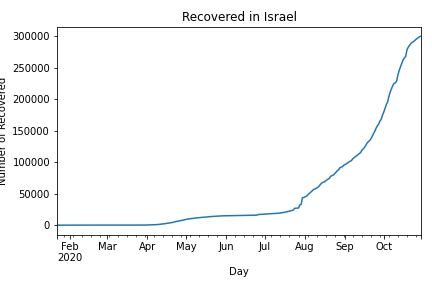 Recovered in Israel
Number of Recovered
300000
250000
200000
150000
100000
50000
0
Feb Mar Apr May Jun Jul Aug Sep Oct
2020
Day